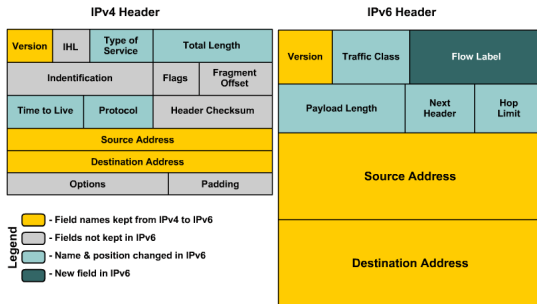 IPv4 Header
Version
IHL
Type of
Service
Total Length
Indentification
Flags
Fragment
Offset
Time to Live
Protocol
Header Checksum
Source Address
Destination Address
Options
Padding
Legend
- Field names kept from IPv4 to IPv6
- Fields not kept in IPv6
- Name & position changed in IPv6
- New field in IPv6
IPv6 Header
Version
Traffic Class
Flow Label
Payload Length
Next
Header
Hop
Limit
Source Address
Destination Address